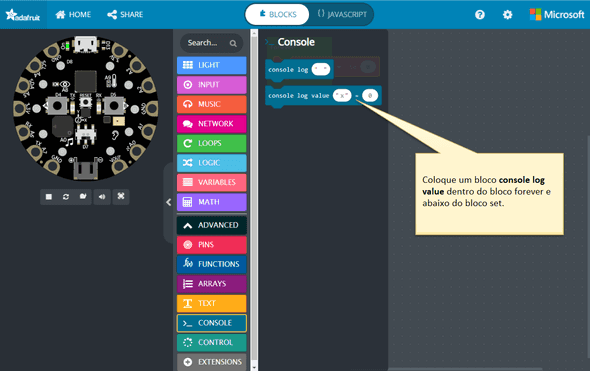 adafruit
HOME
SHARE
BLOCKS
{} JAVASCRIPT
Microsoft
Search...
LIGHT
INPUT
MUSIC
NETWORK
LOOPS
LOGIC
VARIABLES
MATH
ADVANCED
PINS
FUNCTIONS
ARRAYS
TEXT
CONSOLE
CONTROL
EXTENSIONS
Console
console log " "
console log value "x" = 0
Coloque um bloco console log
value dentro do bloco forever e
abaixo do bloco set.